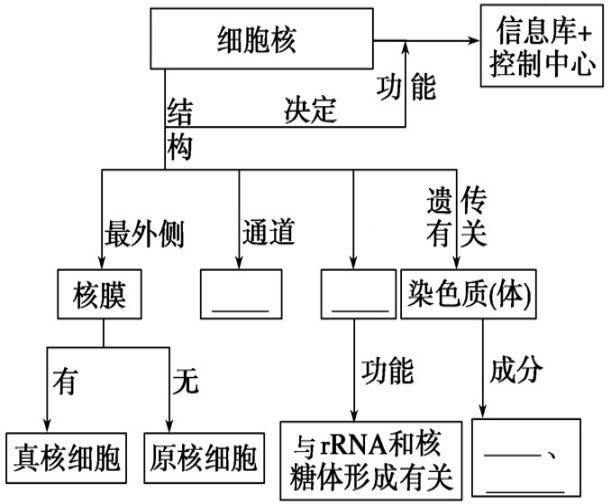 细胞核
信息库+
控制中心
功能
决定
结
构
最外侧
通道
遗传
有关
核膜
染色质(体)
有
无
功能
成分
真核细胞
原核细胞
与rRNA和核
糖体形成有关
、